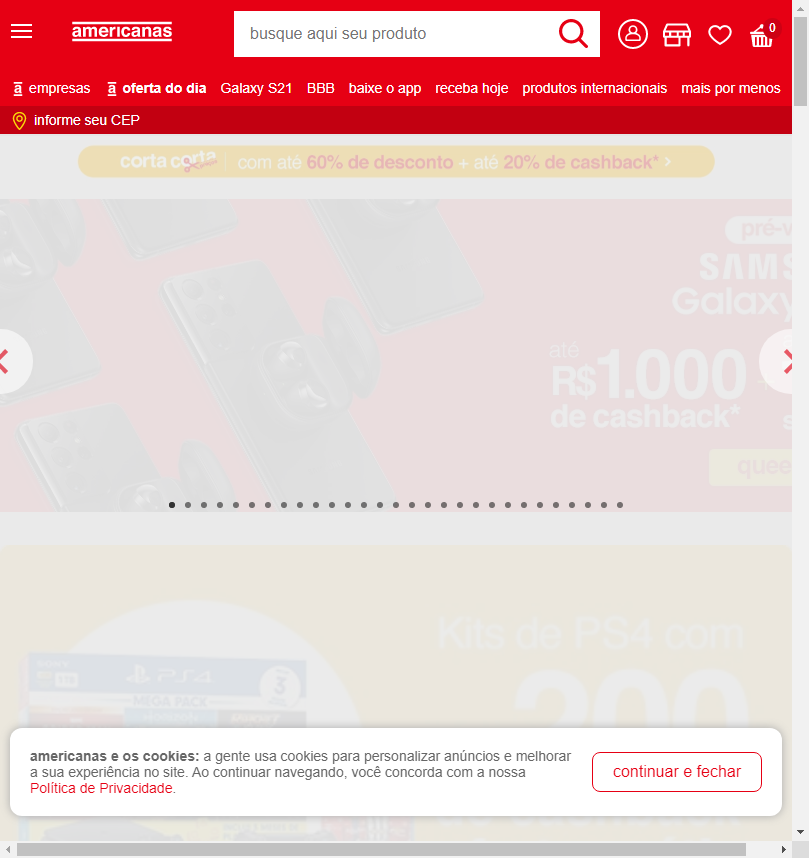 americanas
busque aqui seu produto
0
a empresas
a oferta do dia
Galaxy S21
BBB
baixe o app
receba hoje
produtos internacionais
mais por menos
informe seu CEP
corta corta com até 60% de desconto + até 20% de cashback*
pré-v
SAMS
Galaxy
até
R$1.000 +
de cashback*
s
quee
Kits de PS4 com
200
PS4
MEGA PACK
3
americanas e os cookies: a gente usa cookies para personalizar anúncios e melhorar
a sua experiência no site. Ao continuar navegando, você concorda com a nossa
Política de Privacidade.
continuar e fechar